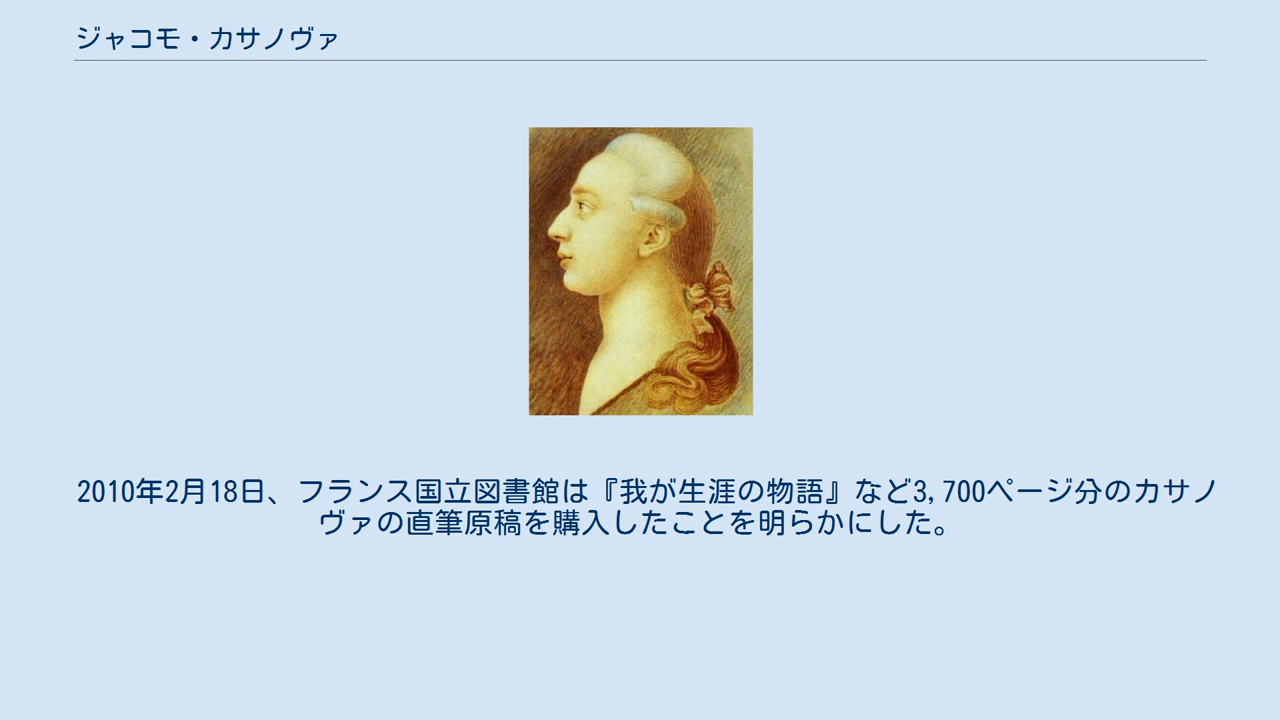 ジャコモ・カサノヴァ
2010年2月18日、フランス国立図書館は『我が生涯の物語』など3,700ページ分のカサノ
ヴァの直筆原稿を購入したことを明らかにした。